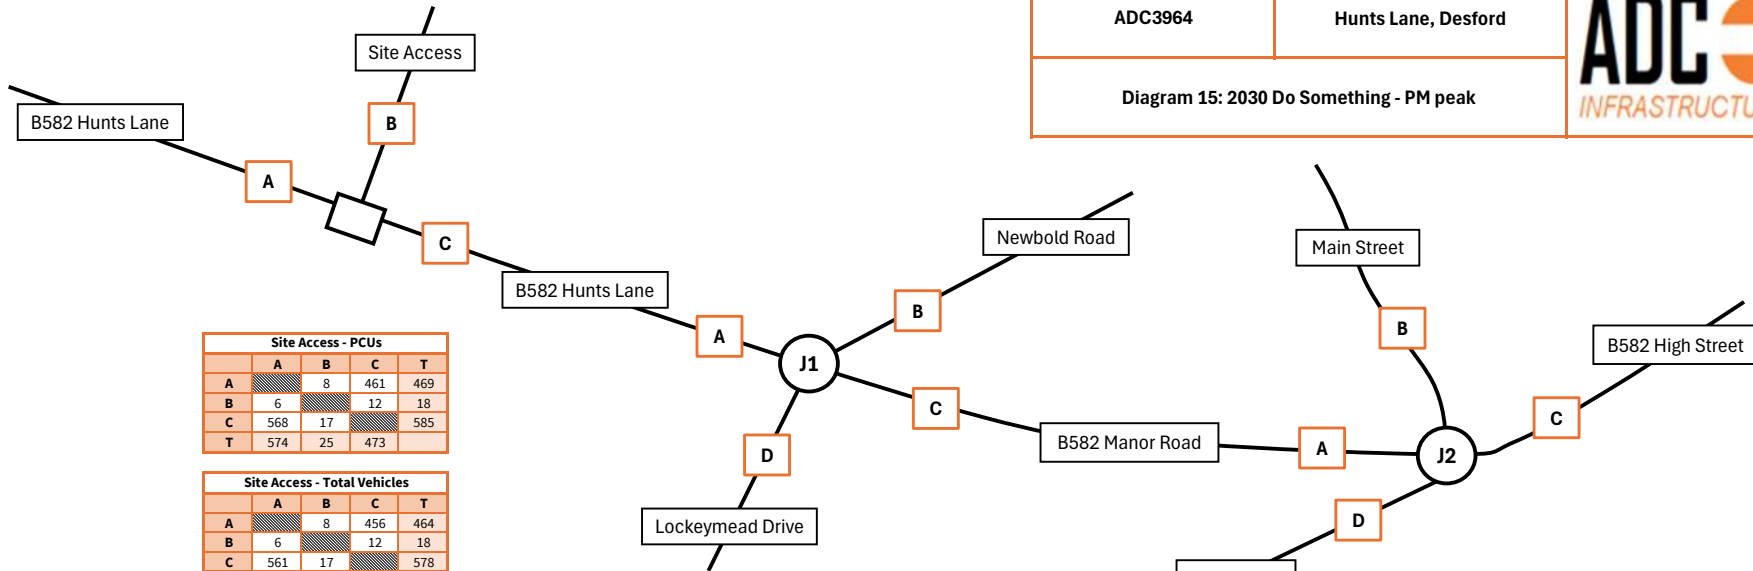 ADC3964
Hunts Lane, Desford
ADC
INFRASTRUCTU
Diagram 15: 2030 Do Something - PM peak
Site Access
B582 Hunts Lane
B
A
C
B582 Hunts Lane
Newbold Road
Main Street
B582 High Street
A
B
J1
C
D
B582 Manor Road
Lockeymead Drive
B
A
J2
C
D
Site Access - PCUs
A B C T
A 8 461 469
B 6 12 18
C 568 17 585
T 574 25 473
Site Access - Total Vehicles
A B C T
A 8 456 464
B 6 12 18
C 561 17 578